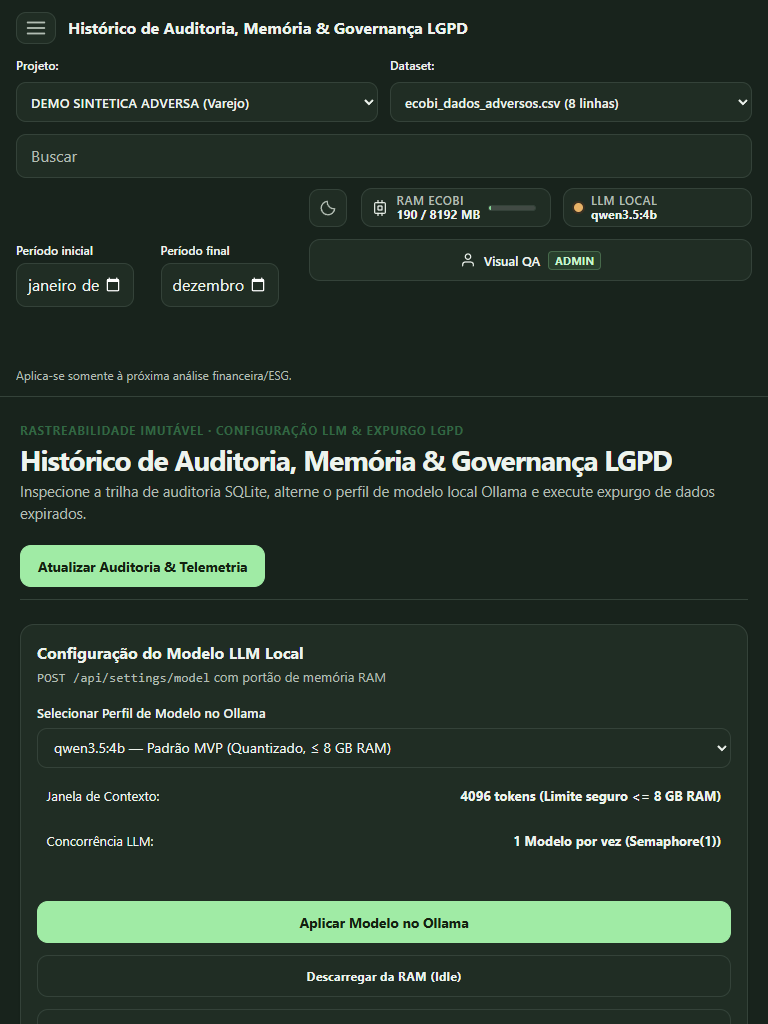 Histórico de Auditoria, Memória & Governança LGPD
Projeto:
Dataset:
DEMO SINTETICA ADVERSA (Varejo)
ecobi_dados_adversos.csv (8 linhas)
Buscar
RAM ECOBI
190 / 8192 MB
LLM LOCAL
qwen3.5:4b
Período inicial
Período final
janeiro de
dezembro
Visual QA
ADMIN
Aplica-se somente à próxima análise financeira/ESG.
RASTREABILIDADE IMUTÁVEL · CONFIGURAÇÃO LLM & EXPURGO LGPD
Histórico de Auditoria, Memória & Governança LGPD
Inspecione a trilha de auditoria SQLite, alterne o perfil de modelo local Ollama e execute expurgo de dados
expirados.
Atualizar Auditoria & Telemetria
Configuração do Modelo LLM Local
POST /api/settings/model com portão de memória RAM
Selecionar Perfil de Modelo no Ollama
qwen3.5:4b — Padrão MVP (Quantizado, ≤ 8 GB RAM)
Janela de Contexto:
4096 tokens (Limite seguro <= 8 GB RAM)
Concorrência LLM:
1 Modelo por vez (Semaphore(1))
Aplicar Modelo no Ollama
Descarregar da RAM (Idle)